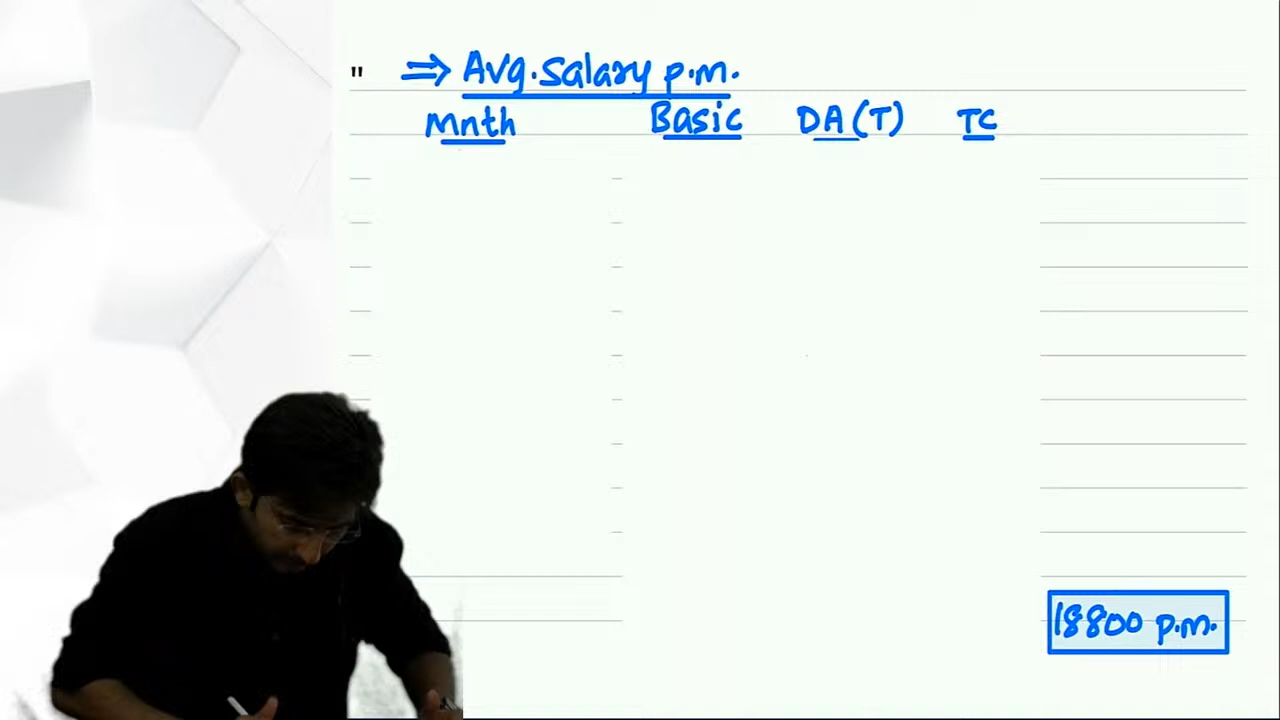 " ⇒ Avg. Salary p.m.
Mnth Basic DA(T) TC
18800 p.m.